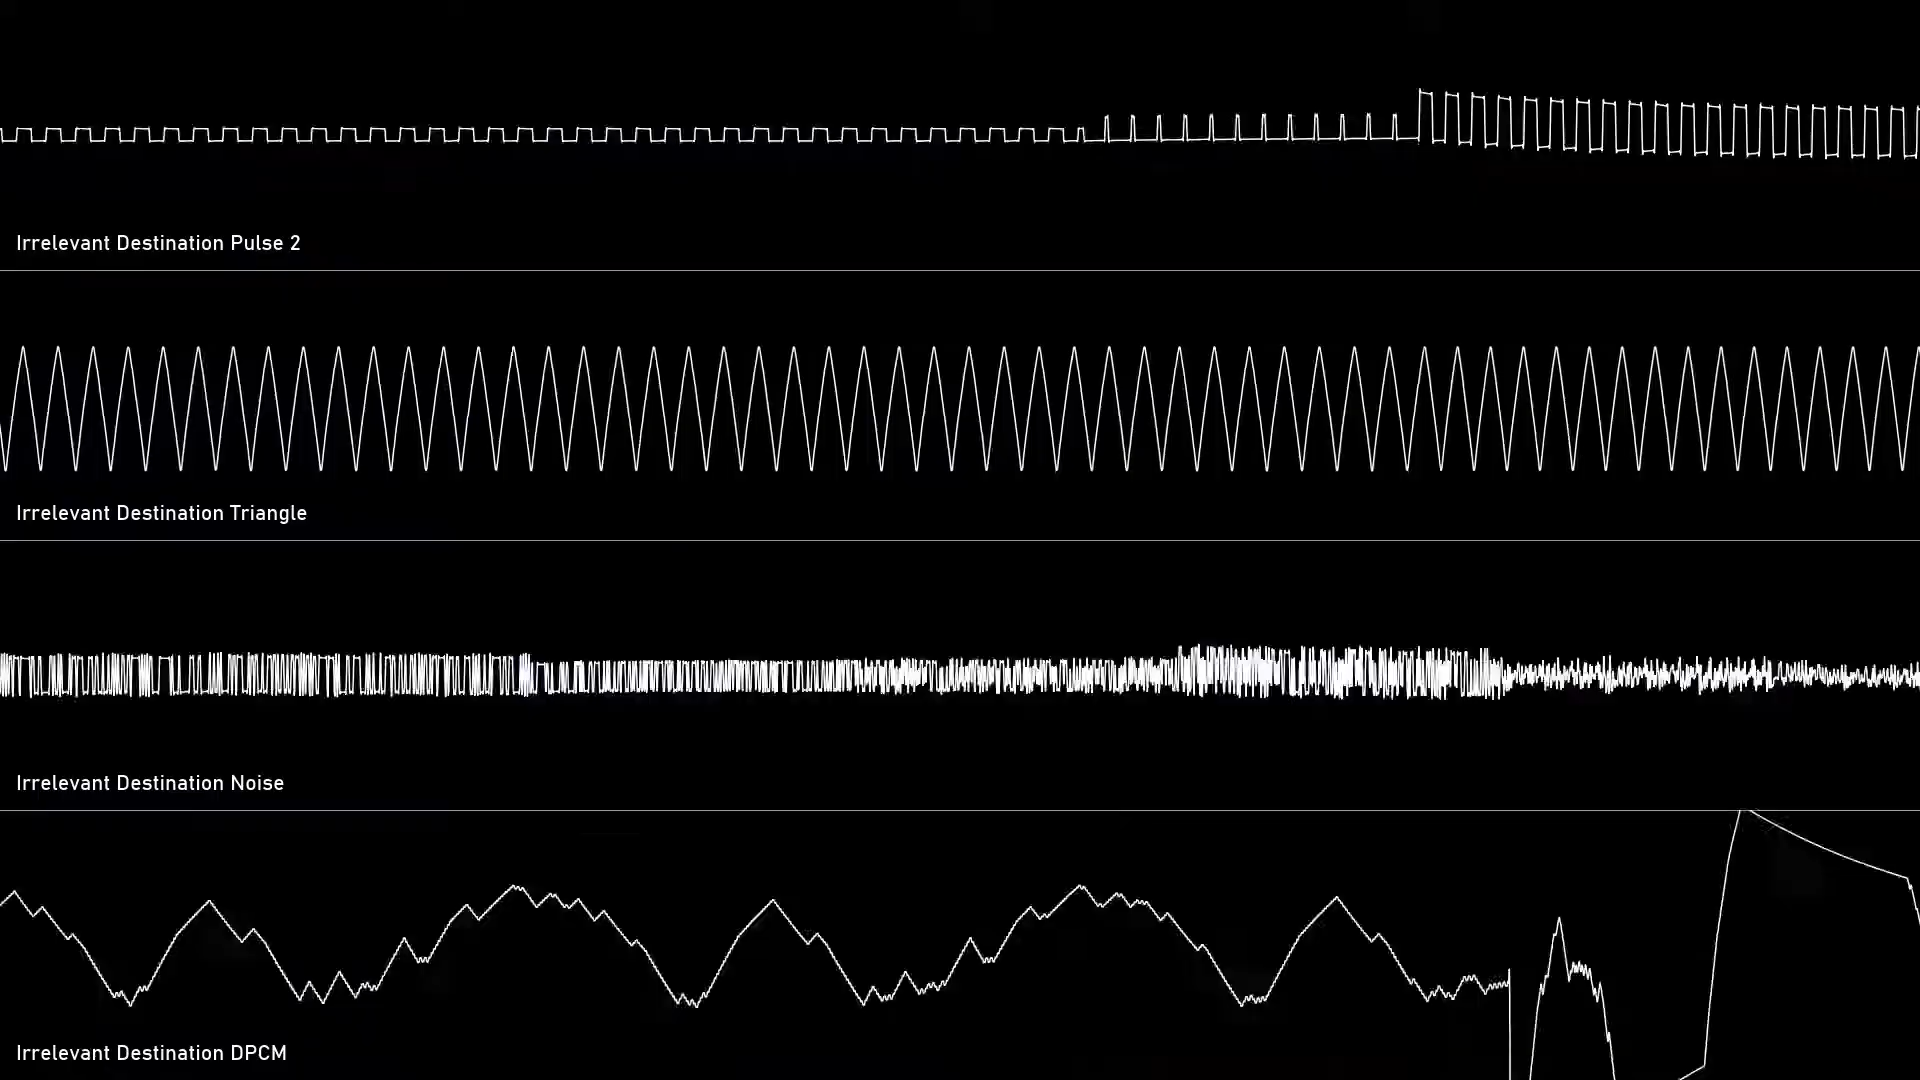 Irrelevant Destination Pulse 2
Irrelevant Destination Triangle
Irrelevant Destination Noise
Irrelevant Destination DPCM